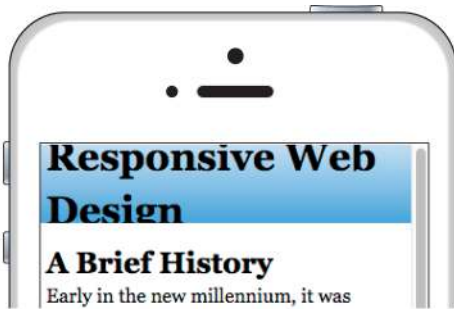 Responsive Web
Design
A Brief History
Early in the new millennium, it was